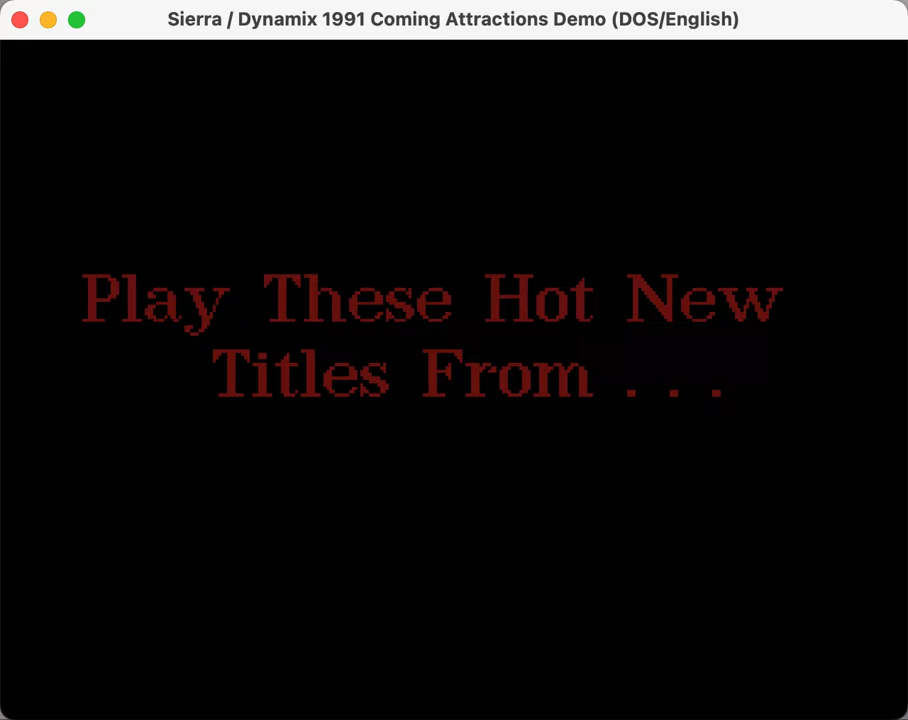 Sierra / Dynamix 1991 Coming Attractions Demo (DOS/English)
Play These Hot New
Titles From . . .